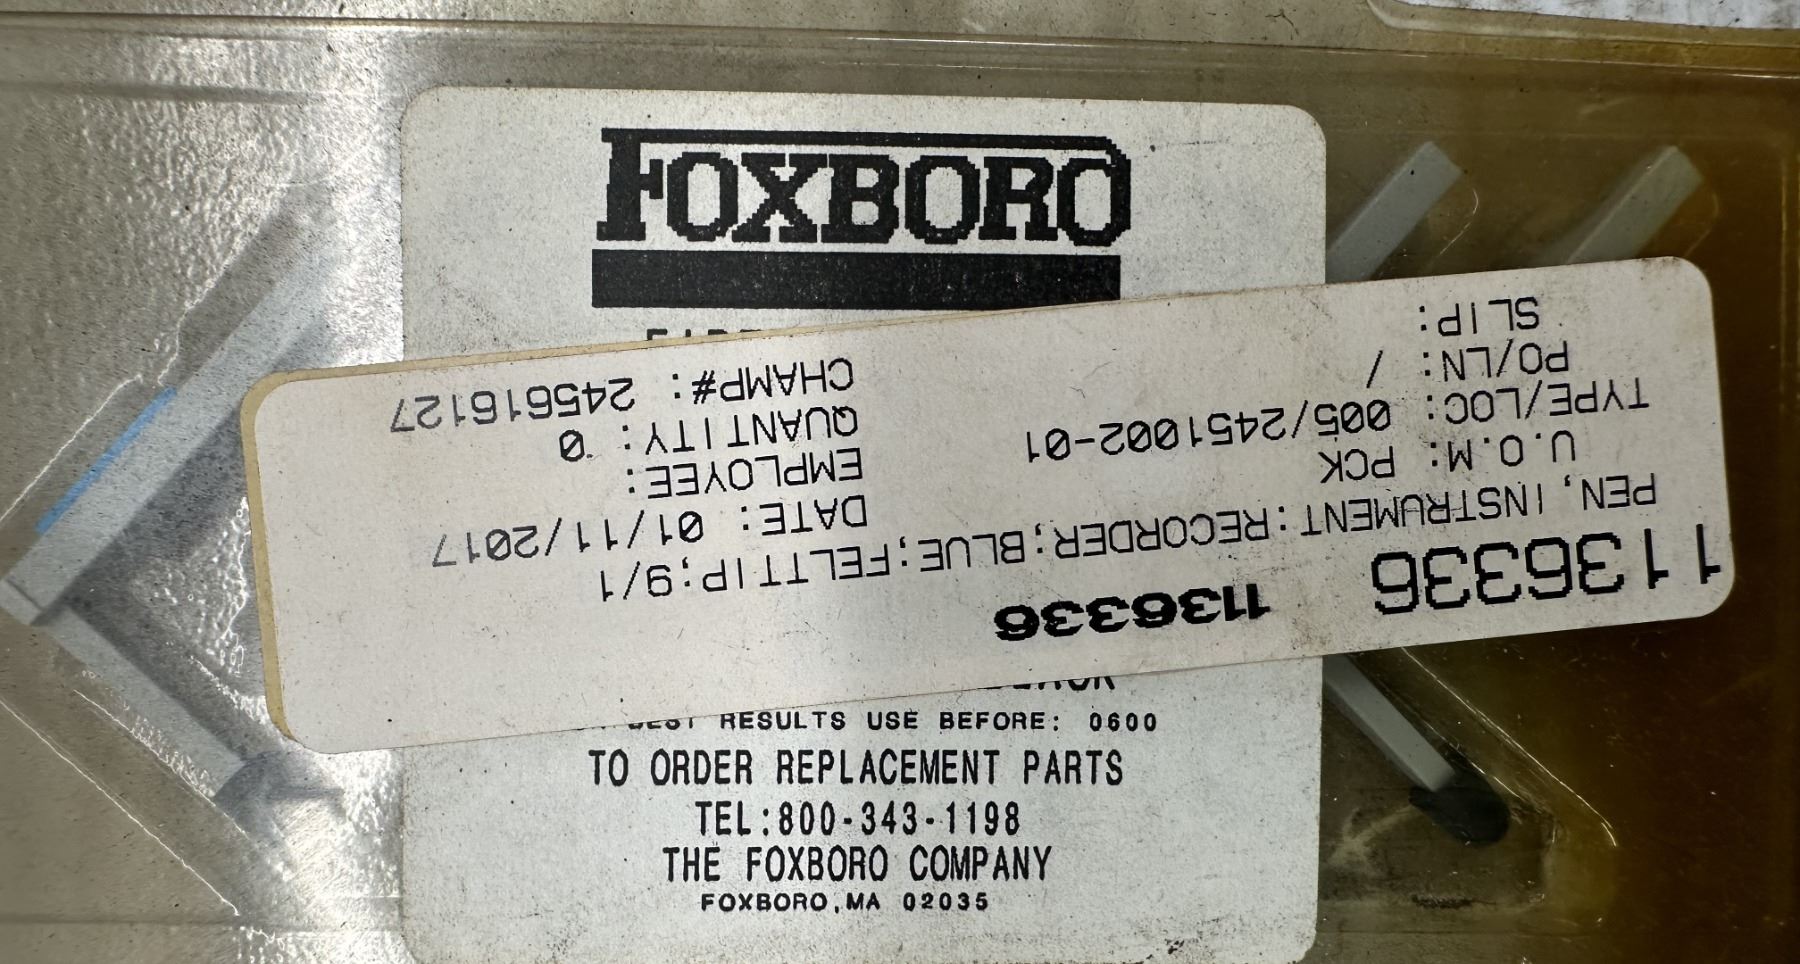 FOXBORO
RESULTS USE BEFORE: 0600
TO ORDER REPLACEMENT PARTS
TEL:800-343-1198
THE FOXBORO COMPANY
FOXBORO,MA 02035
1136336 1136336
PEN, INSTRUMENT:RECORDER;BLUE;FELTTIP;9/1
U.O.M: PCK DATE: 01/11/2017
TYPE/LOC: 005/2451002-01 EMPLOYEE:
PO/LN: / QUANTITY: 0
SLIP: CHAMP#: 245616127